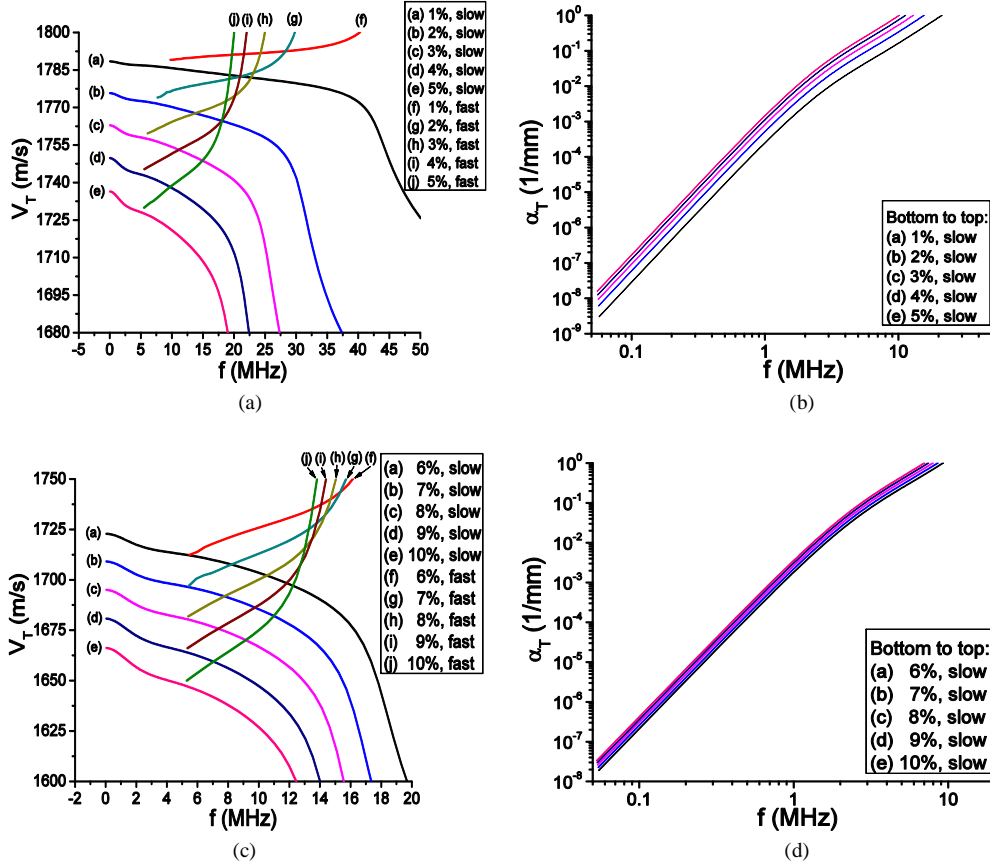 (j) (i) (h) (g) (f)
1800
1785
1770
1755
1740
1725
1710
1695
1680
V_T (m/s)
(a)
(b)
(c)
(d)
(e)
0 5 10 15 20 25 30 35 40 45 50
f (MHz)
(a) 1%, slow
(b) 2%, slow
(c) 3%, slow
(d) 4%, slow
(e) 5%, slow
(f) 1%, fast
(g) 2%, fast
(h) 3%, fast
(i) 4%, fast
(j) 5%, fast
(a)
10^0
10^-1
10^-2
10^-3
10^-4
10^-5
10^-6
10^-7
10^-8
10^-9
α_T (1/mm)
0.1 1 10
f (MHz)
Bottom to top:
(a) 1%, slow
(b) 2%, slow
(c) 3%, slow
(d) 4%, slow
(e) 5%, slow
(b)
(j) (i) (h) (g) (f)
1750
1725
1700
1675
1650
1625
1600
V_T (m/s)
(a)
(b)
(c)
(d)
(e)
-2 0 2 4 6 8 10 12 14 16 18 20
f (MHz)
(a) 6%, slow
(b) 7%, slow
(c) 8%, slow
(d) 9%, slow
(e) 10%, slow
(f) 6%, fast
(g) 7%, fast
(h) 8%, fast
(i) 9%, fast
(j) 10%, fast
(c)
10^0
10^-1
10^-2
10^-3
10^-4
10^-5
10^-6
10^-7
10^-8
α_T (1/mm)
0.1 1 10
f (MHz)
Bottom to top:
(a) 6%, slow
(b) 7%, slow
(c) 8%, slow
(d) 9%, slow
(e) 10%, slow
(d)